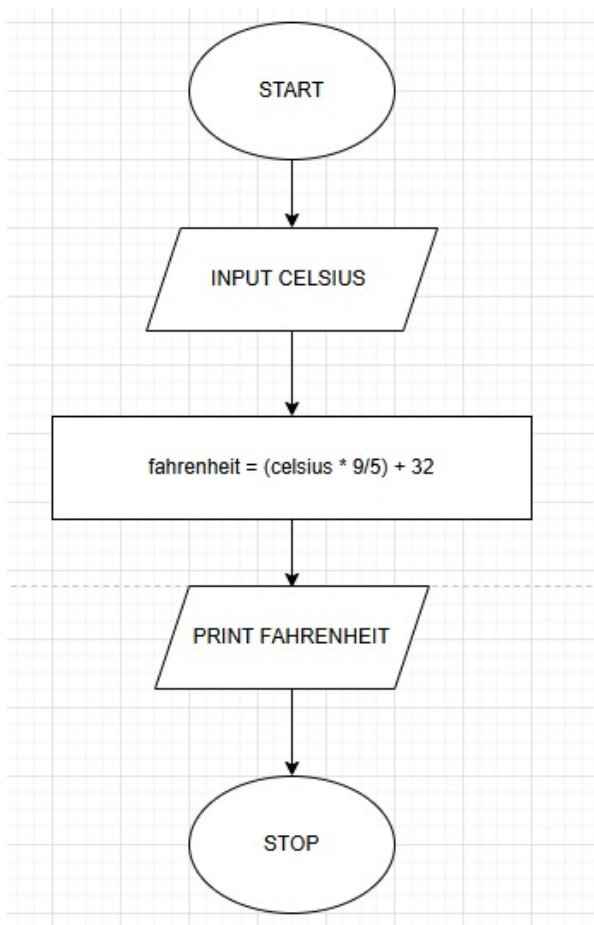 START
INPUT CELSIUS
fahrenheit = (celsius * 9/5) + 32
PRINT FAHRENHEIT
STOP